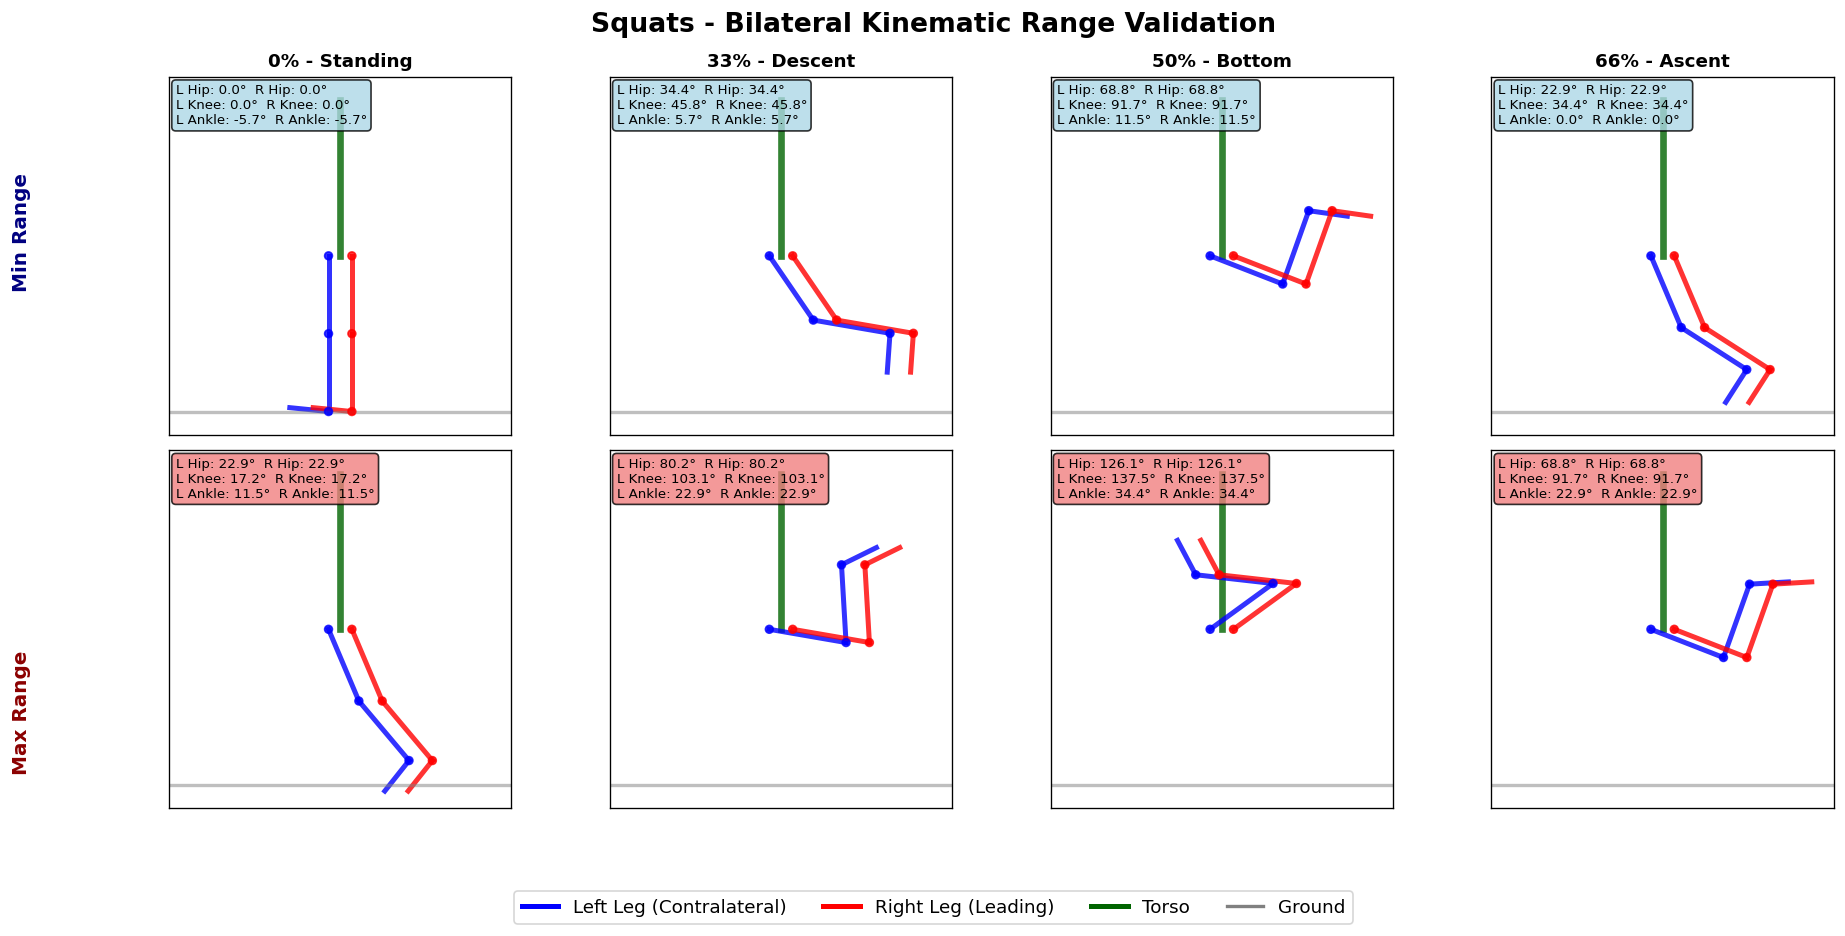 Squats - Bilateral Kinematic Range Validation
0% - Standing
33% - Descent
50% - Bottom
66% - Ascent
Min Range
L Hip: 0.0°  R Hip: 0.0°
L Knee: 0.0°  R Knee: 0.0°
L Ankle: -5.7°  R Ankle: -5.7°
L Hip: 34.4°  R Hip: 34.4°
L Knee: 45.8°  R Knee: 45.8°
L Ankle: 5.7°  R Ankle: 5.7°
L Hip: 68.8°  R Hip: 68.8°
L Knee: 91.7°  R Knee: 91.7°
L Ankle: 11.5°  R Ankle: 11.5°
L Hip: 22.9°  R Hip: 22.9°
L Knee: 34.4°  R Knee: 34.4°
L Ankle: 0.0°  R Ankle: 0.0°
Max Range
L Hip: 22.9°  R Hip: 22.9°
L Knee: 17.2°  R Knee: 17.2°
L Ankle: 11.5°  R Ankle: 11.5°
L Hip: 80.2°  R Hip: 80.2°
L Knee: 103.1°  R Knee: 103.1°
L Ankle: 22.9°  R Ankle: 22.9°
L Hip: 126.1°  R Hip: 126.1°
L Knee: 137.5°  R Knee: 137.5°
L Ankle: 34.4°  R Ankle: 34.4°
L Hip: 68.8°  R Hip: 68.8°
L Knee: 91.7°  R Knee: 91.7°
L Ankle: 22.9°  R Ankle: 22.9°
Left Leg (Contralateral)
Right Leg (Leading)
Torso
Ground